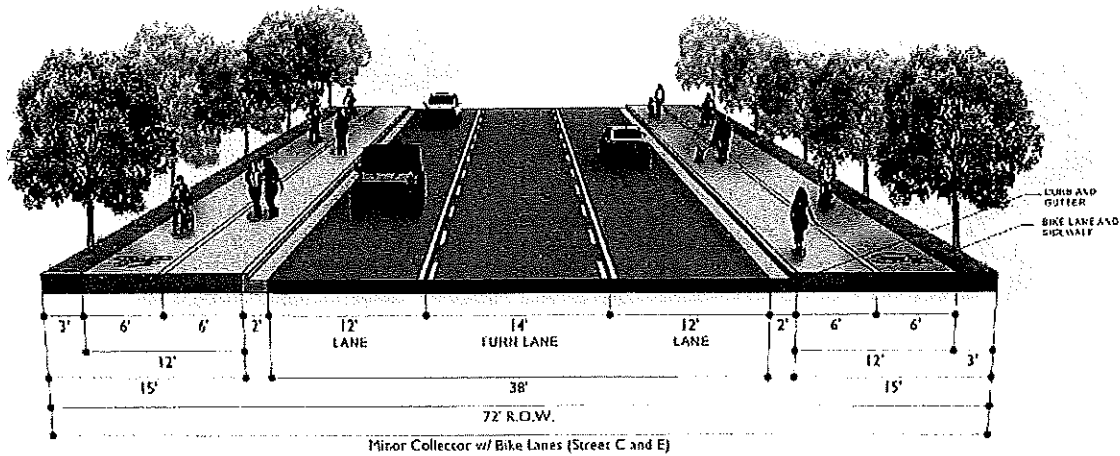 CURB AND
GUTTER
BIKE LANE AND
SIDEWALK
3' 6' 6' 2' 12' 14' 12' 2' 6' 6'
LANE TURN LANE LANE
12' 12' 3'
15' 38' 15'
72' R.O.W.
Minor Collector w/ Bike Lanes (Street C and E)